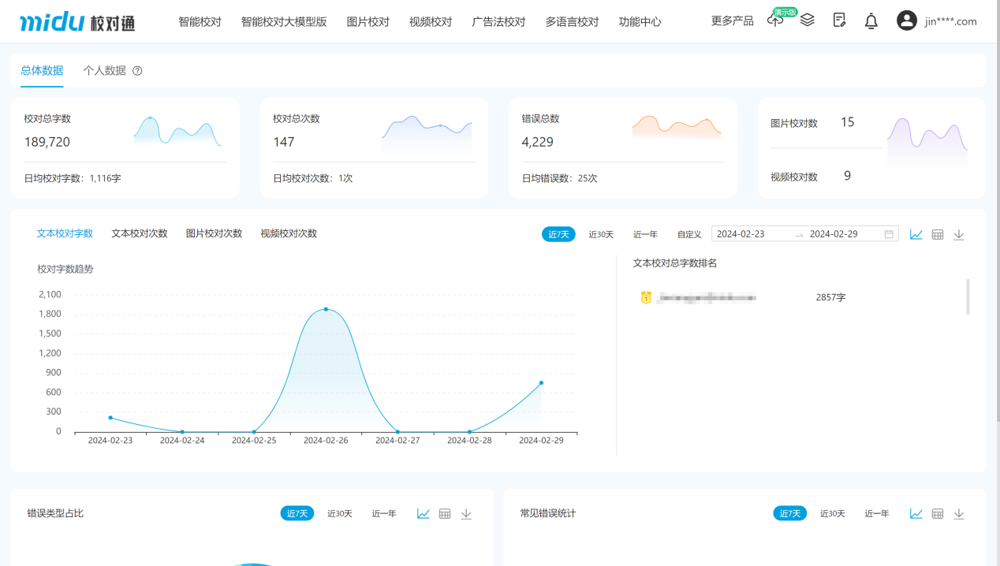 midu 校对通
智能校对 智能校对大模型版 图片校对 视频校对 广告法校对 多语言校对 功能中心 更多产品 演示版 jin****.com
总体数据 个人数据
校对总字数
189,720
日均校对字数：1,116字
校对总次数
147
日均校对次数：1次
错误总数
4,229
日均错误数：25次
图片校对数 15
视频校对数 9
文本校对字数 文本校对次数 图片校对次数 视频校对次数 近7天 近30天 近一年 自定义 2024-02-23 2024-02-29
校对字数趋势
2,100
1,800
1,500
1,200
900
600
300
0
2024-02-23 2024-02-24 2024-02-25 2024-02-26 2024-02-27 2024-02-28 2024-02-29
文本校对总字数排名
1 2857字
错误类型占比 近7天 近30天 近一年
常见错误统计 近7天 近30天 近一年